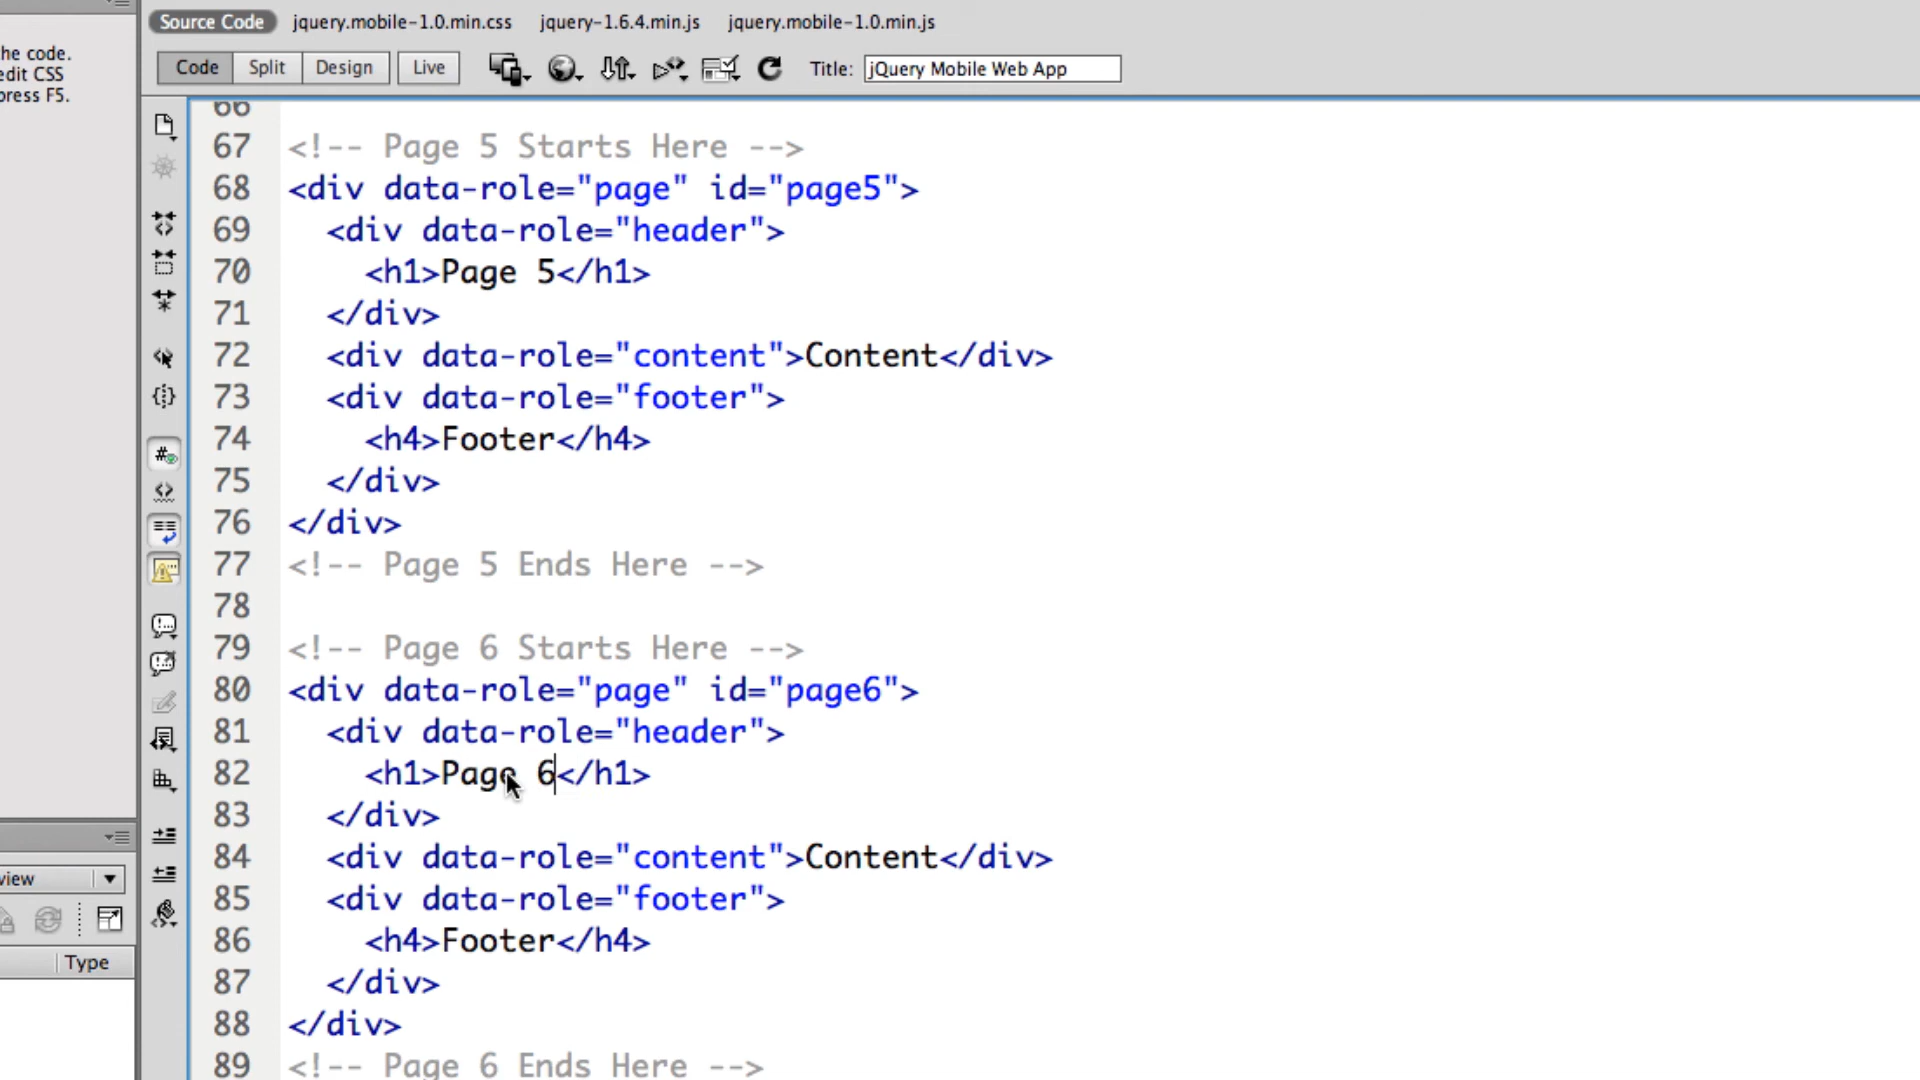 Source Code jquery.mobile-1.0.min.css jquery-1.6.4.min.js jquery.mobile-1.0.min.js
he code.
edit CSS
press F5.
Code Split Design Live Title: jQuery Mobile Web App
66
67 <!-- Page 5 Starts Here -->
68 <div data-role="page" id="page5">
69 <div data-role="header">
70 <h1>Page 5</h1>
71 </div>
72 <div data-role="content">Content</div>
73 <div data-role="footer">
74 <h4>Footer</h4>
75 </div>
76 </div>
77 <!-- Page 5 Ends Here -->
78
79 <!-- Page 6 Starts Here -->
80 <div data-role="page" id="page6">
81 <div data-role="header">
82 <h1>Page 6</h1>
83 </div>
84 <div data-role="content">Content</div>
85 <div data-role="footer">
86 <h4>Footer</h4>
87 </div>
88 </div>
89 <!-- Page 6 Ends Here -->
view
Type